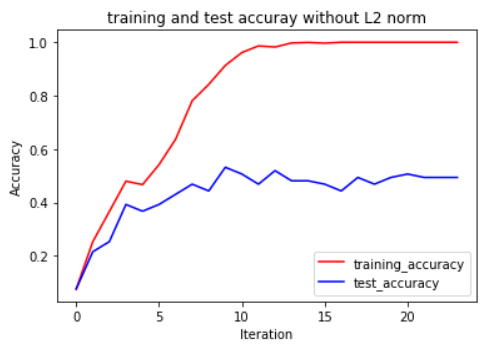 training and test accuray without L2 norm
1.0
0.8
0.6
0.4
0.2
Accuracy
0 5 10 15 20
Iteration
training_accuracy
test_accuracy